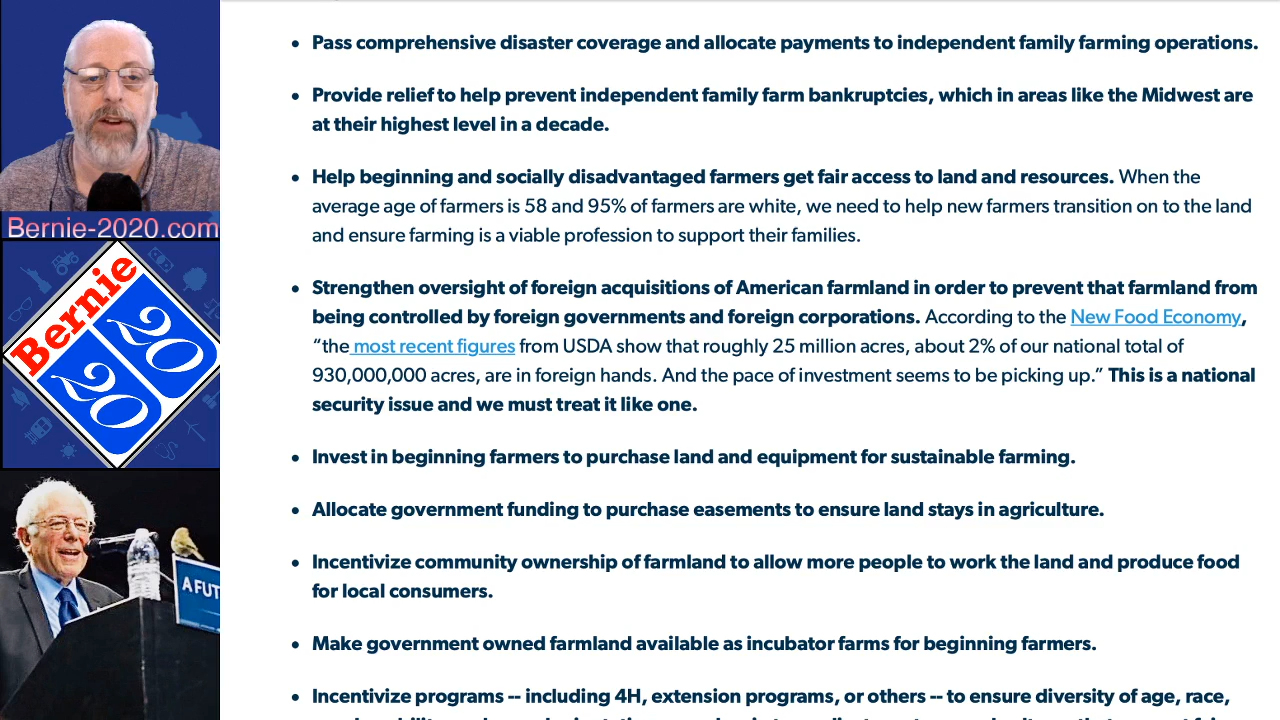 Bernie-2020.com
Bernie
20
20
A FUT
Pass comprehensive disaster coverage and allocate payments to independent family farming operations.
Provide relief to help prevent independent family farm bankruptcies, which in areas like the Midwest are
at their highest level in a decade.
Help beginning and socially disadvantaged farmers get fair access to land and resources. When the
average age of farmers is 58 and 95% of farmers are white, we need to help new farmers transition on to the land
and ensure farming is a viable profession to support their families.
Strengthen oversight of foreign acquisitions of American farmland in order to prevent that farmland from
being controlled by foreign governments and foreign corporations. According to the New Food Economy,
“the most recent figures from USDA show that roughly 25 million acres, about 2% of our national total of
930,000,000 acres, are in foreign hands. And the pace of investment seems to be picking up.” This is a national
security issue and we must treat it like one.
Invest in beginning farmers to purchase land and equipment for sustainable farming.
Allocate government funding to purchase easements to ensure land stays in agriculture.
Incentivize community ownership of farmland to allow more people to work the land and produce food
for local consumers.
Make government owned farmland available as incubator farms for beginning farmers.
Incentivize programs -- including 4H, extension programs, or others -- to ensure diversity of age, race,